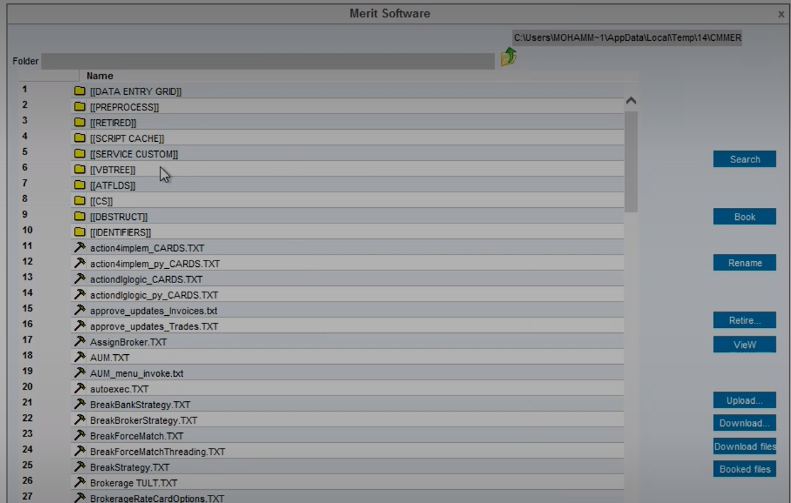 Merit Software
x
C:\Users\MOHAMM~1\AppData\Local\Temp\14\CMMER
Folder
Name
1 [[DATA ENTRY GRID]]
2 [[PREPROCESS]]
3 [[RETIRED]]
4 [[SCRIPT CACHE]]
5 [[SERVICE CUSTOM]]
Search
6 [[VBTREE]]
7 [[ATFLDS]]
8 [[CS]]
9 [[DBSTRUCT]]
Book
10 [[IDENTIFIERS]]
11 action4implem_CARDS.TXT
12 action4implem_py_CARDS.TXT
Rename
13 actiondlglogic_CARDS.TXT
14 actiondlglogic_py_CARDS.TXT
15 approve_updates_Invoices.txt
16 approve_updates_Trades.TXT
Retire...
17 AssignBroker.TXT
VieW
18 AUM.TXT
19 AUM_menu_invoke.txt
20 autoexec.TXT
21 BreakBankStrategy.TXT
Upload...
22 BreakBrokerStrategy.TXT
Download...
23 BreakForceMatch.TXT
24 BreakForceMatchThreading.TXT
Download files
25 BreakStrategy.TXT
Booked files
26 Brokerage TULT.TXT
27 BrokerageRateCardOptions.TXT